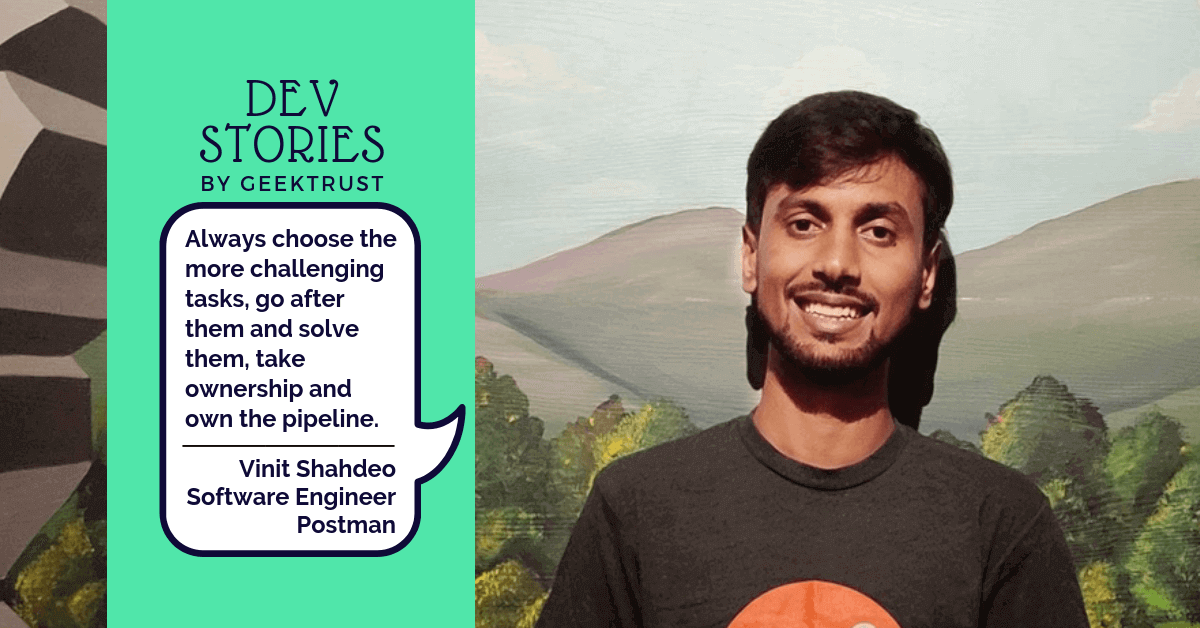 DEV
STORIES
BY GEEKTRUST
Always choose the
more challenging
tasks, go after
them and solve
them, take
ownership and
own the pipeline.
Vinit Shahdeo
Software Engineer
Postman